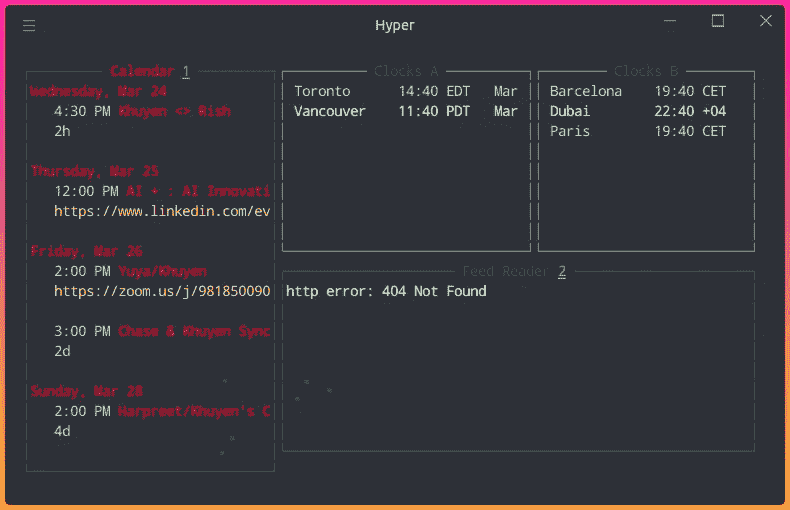 Hyper
Calendar 1
Wednesday, Mar 24
4:30 PM Khuyen <> Rish
2h
Thursday, Mar 25
12:00 PM AI + : AI Innovati
https://www.linkedin.com/ev
Friday, Mar 26
2:00 PM Yuya/Khuyen
https://zoom.us/j/981850090
3:00 PM Chase & Khuyen Sync
2d
Sunday, Mar 28
2:00 PM Harpreet/Khuyen's C
4d
Clocks A
Toronto 14:40 EDT Mar
Vancouver 11:40 PDT Mar
Clocks B
Barcelona 19:40 CET
Dubai 22:40 +04
Paris 19:40 CET
Feed Reader 2
http error: 404 Not Found